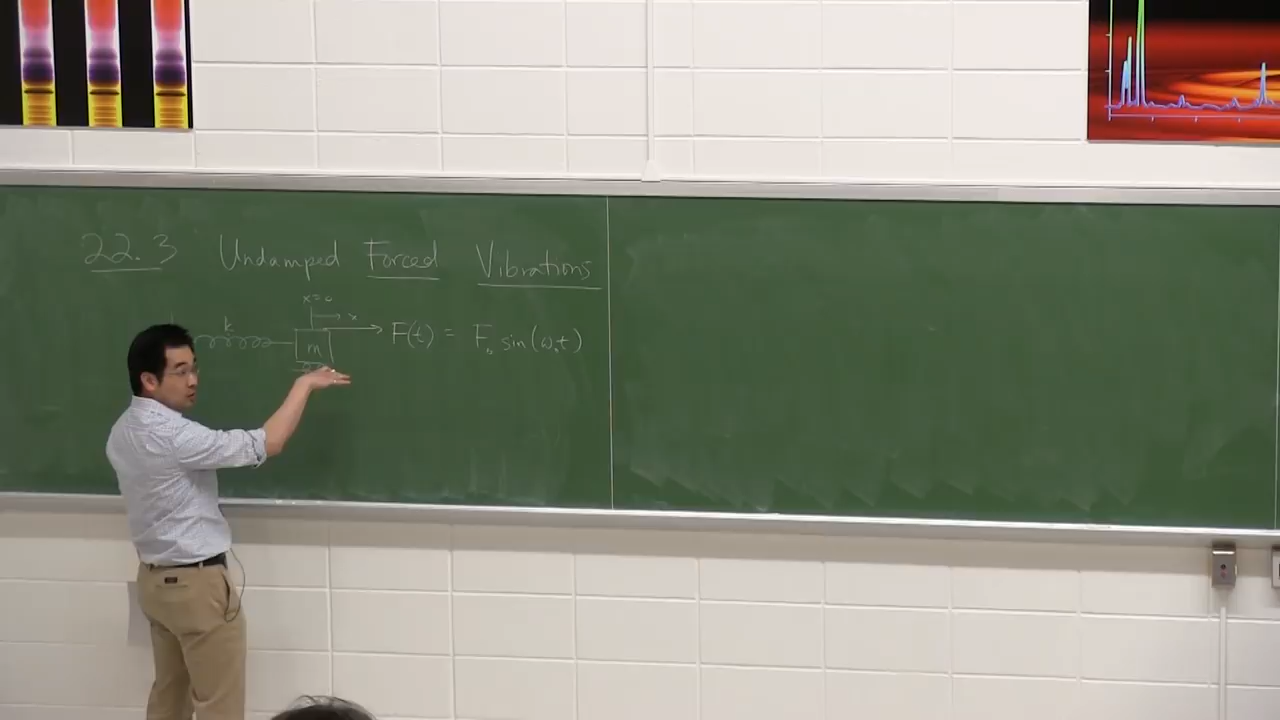 22.3 Undamped Forced Vibrations
x=0
x
k
m
F(t) = F₀ sin(ω₀t)